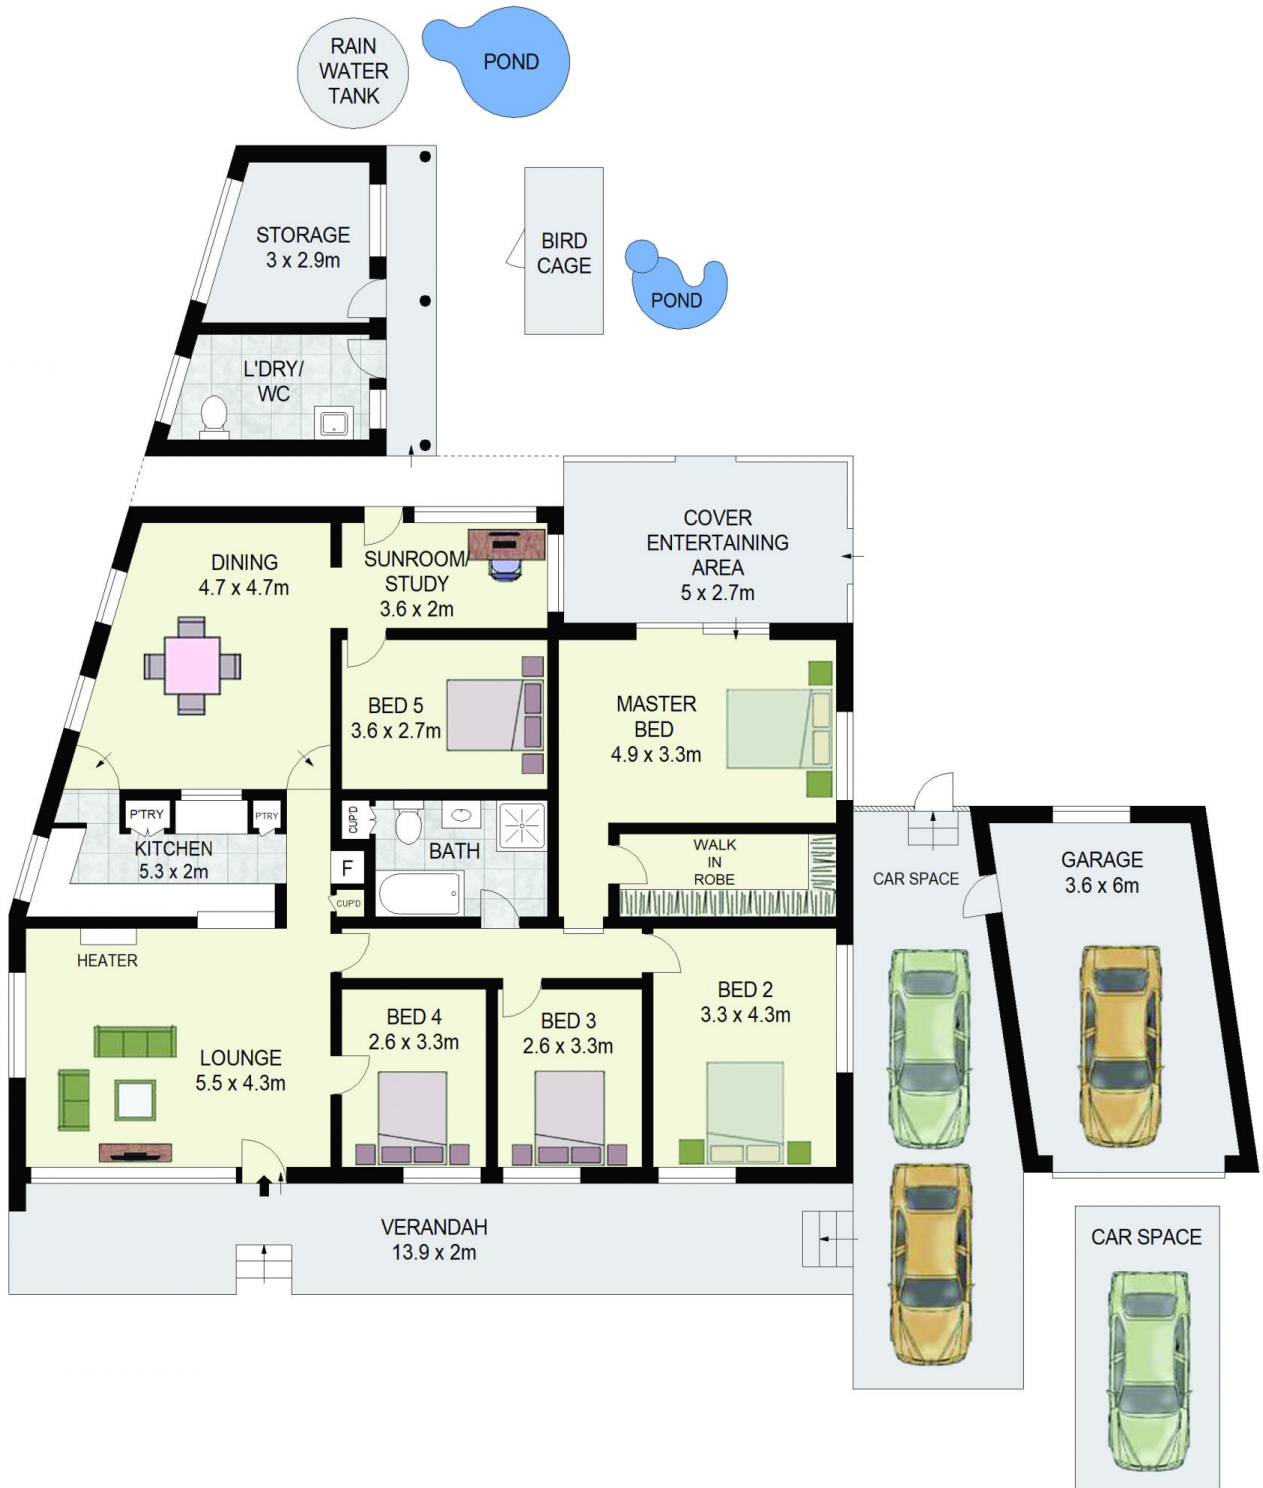 RAIN
WATER
TANK
POND
STORAGE
3 x 2.9m
BIRD
CAGE
POND
L'DRY/
WC
COVER
ENTERTAINING
AREA
5 x 2.7m
DINING
4.7 x 4.7m
SUNROOM/
STUDY
3.6 x 2m
BED 5
3.6 x 2.7m
MASTER
BED
4.9 x 3.3m
P'TRY
P'TRY
CUP'D
KITCHEN
5.3 x 2m
F
BATH
CUP'D
WALK
IN
ROBE
CAR SPACE
GARAGE
3.6 x 6m
HEATER
LOUNGE
5.5 x 4.3m
BED 4
2.6 x 3.3m
BED 3
2.6 x 3.3m
BED 2
3.3 x 4.3m
VERANDAH
13.9 x 2m
CAR SPACE